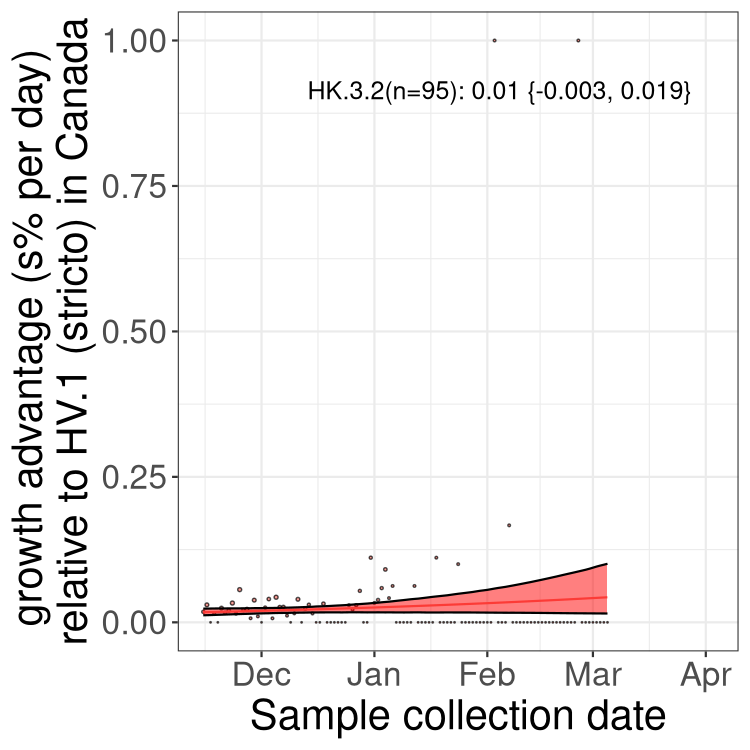 growth advantage (s% per day)
relative to HV.1 (stricto) in Canada
1.00
HK.3.2(n=95): 0.01 {-0.003, 0.019}
0.75
0.50
0.25
0.00
Dec Jan Feb Mar Apr
Sample collection date